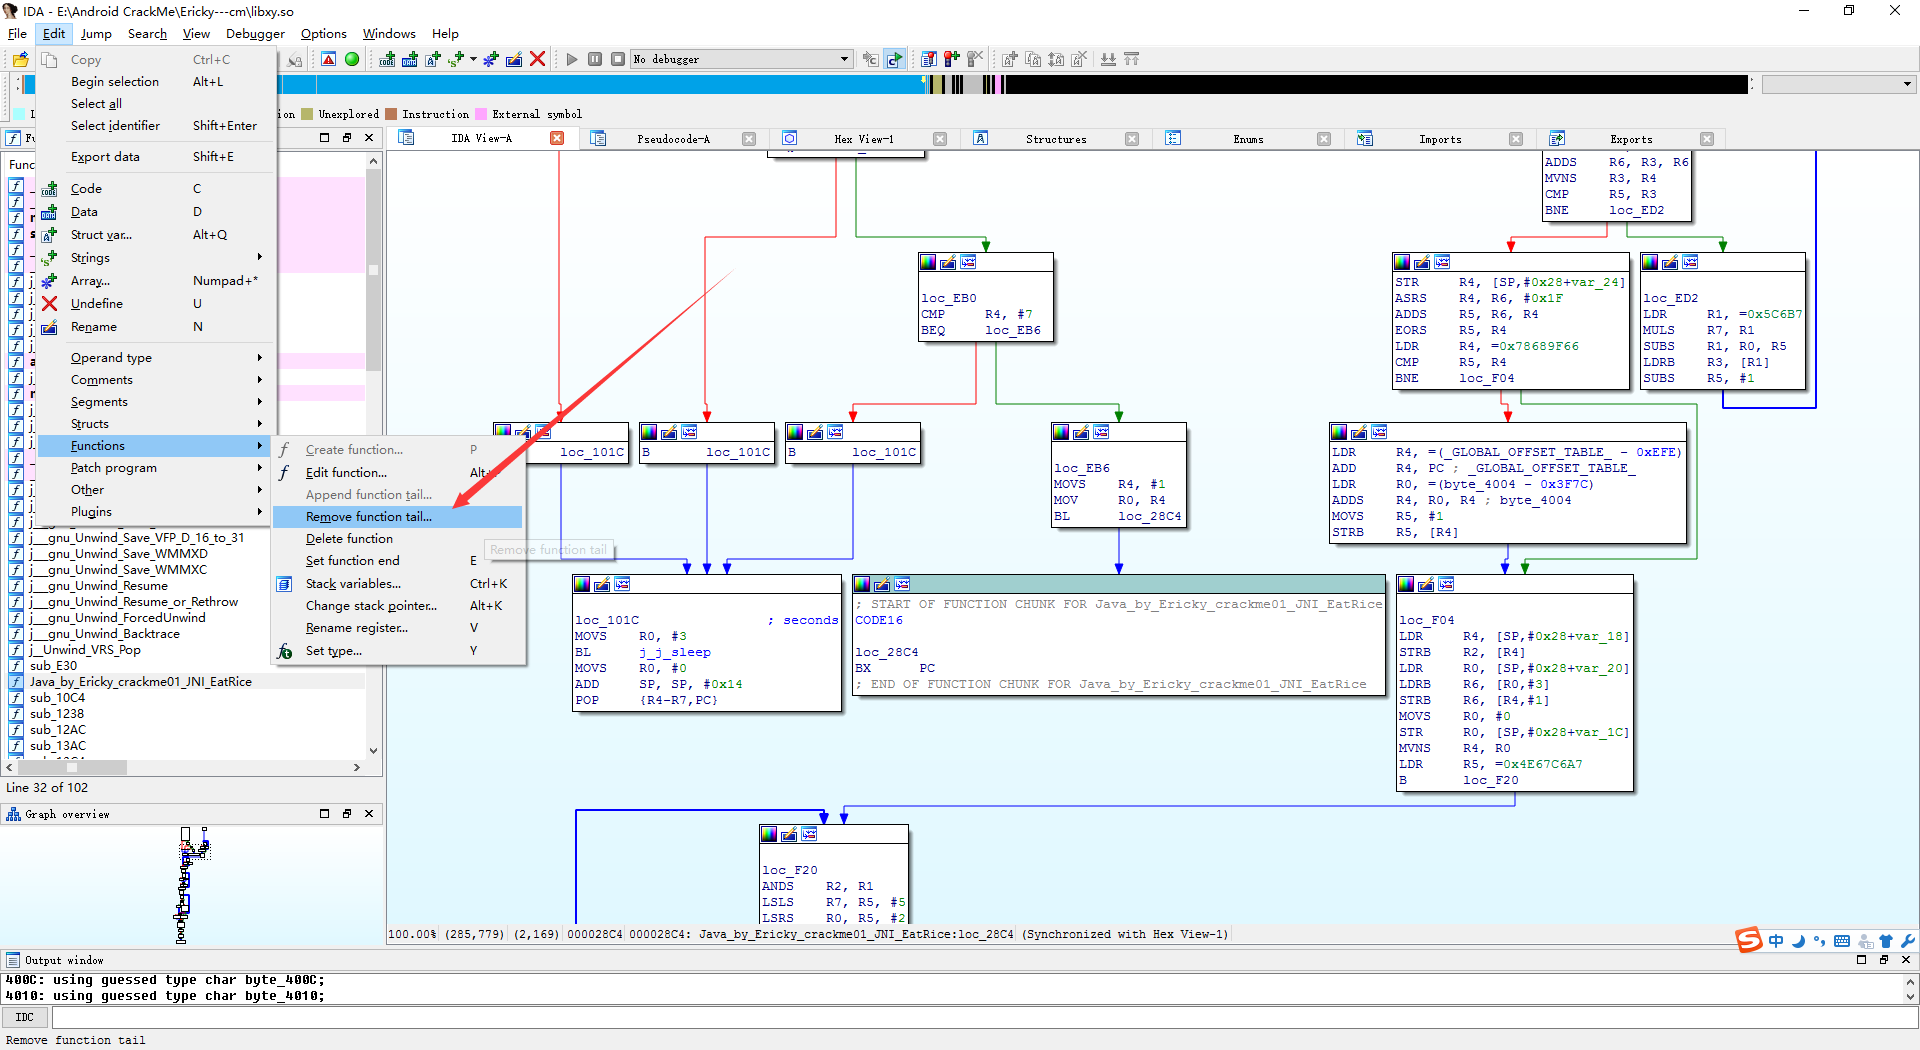 IDA - E:\Android CrackMe\Ericky---cm\libxy.so
File Edit Jump Search View Debugger Options Windows Help
No debugger
Unexplored Instruction External symbol
Copy Ctrl+C
Begin selection Alt+L
Select all
Select identifier Shift+Enter
Export data Shift+E
Code C
Data D
Struct var... Alt+Q
Strings
Array... Numpad+*
Undefine U
Rename N
Operand type
Comments
Segments
Structs
Functions
Patch program
Other
Plugins
Create function... P
Edit function...
Append function tail...
Remove function tail...
Delete function
Set function end E
Stack variables... Ctrl+K
Change stack pointer... Alt+K
Rename register... V
Set type... Y
Remove function tail
j___gnu_Unwind_Save_VFP_D_16_to_31
j___gnu_Unwind_Save_WMMXD
j___gnu_Unwind_Save_WMMXC
j___gnu_Unwind_Resume
j___gnu_Unwind_Resume_or_Rethrow
j___gnu_Unwind_ForcedUnwind
j___gnu_Unwind_Backtrace
j__Unwind_VRS_Pop
sub_E30
Java_by_Ericky_crackme01_JNI_EatRice
sub_10C4
sub_1238
sub_12AC
sub_13AC
Line 32 of 102
Graph overview
IDA View-A Pseudocode-A Hex View-1 Structures Enums Imports Exports
ADDS R6, R3, R6
MVNS R3, R4
CMP R5, R3
BNE loc_ED2
loc_EB0
CMP R4, #7
BEQ loc_EB6
STR R4, [SP,#0x28+var_24]
ASRS R4, R6, #0x1F
ADDS R5, R6, R4
EORS R5, R4
LDR R4, =0x78689F66
CMP R5, R4
BNE loc_F04
loc_ED2
LDR R1, =0x5C6B7
MULS R7, R1
SUBS R1, R0, R5
LDRB R3, [R1]
SUBS R5, #1
loc_101C
B loc_101C
B loc_101C
loc_EB6
MOVS R4, #1
MOV R0, R4
BL loc_28C4
LDR R4, =(_GLOBAL_OFFSET_TABLE_ - 0xEFE)
ADD R4, PC ; _GLOBAL_OFFSET_TABLE_
LDR R0, =(byte_4004 - 0x3F7C)
ADDS R4, R0, R4 ; byte_4004
MOVS R5, #1
STRB R5, [R4]
loc_101C ; seconds
MOVS R0, #3
BL j_j_sleep
MOVS R0, #0
ADD SP, SP, #0x14
POP {R4-R7,PC}
; START OF FUNCTION CHUNK FOR Java_by_Ericky_crackme01_JNI_EatRice
CODE16
loc_28C4
BX PC
; END OF FUNCTION CHUNK FOR Java_by_Ericky_crackme01_JNI_EatRice
loc_F04
LDR R4, [SP,#0x28+var_18]
STRB R2, [R4]
LDR R0, [SP,#0x28+var_20]
LDRB R6, [R0,#3]
STRB R6, [R4,#1]
MOVS R0, #0
STR R0, [SP,#0x28+var_1C]
MVNS R4, R0
LDR R5, =0x4E67C6A7
B loc_F20
loc_F20
ANDS R2, R1
LSLS R7, R5, #5
LSRS R0, R5, #2
100.00% (285,779) (2,169) 000028C4 000028C4: Java_by_Ericky_crackme01_JNI_EatRice:loc_28C4 (Synchronized with Hex View-1)
中
Output window
400C: using guessed type char byte_400C;
4010: using guessed type char byte_4010;
IDC
Remove function tail